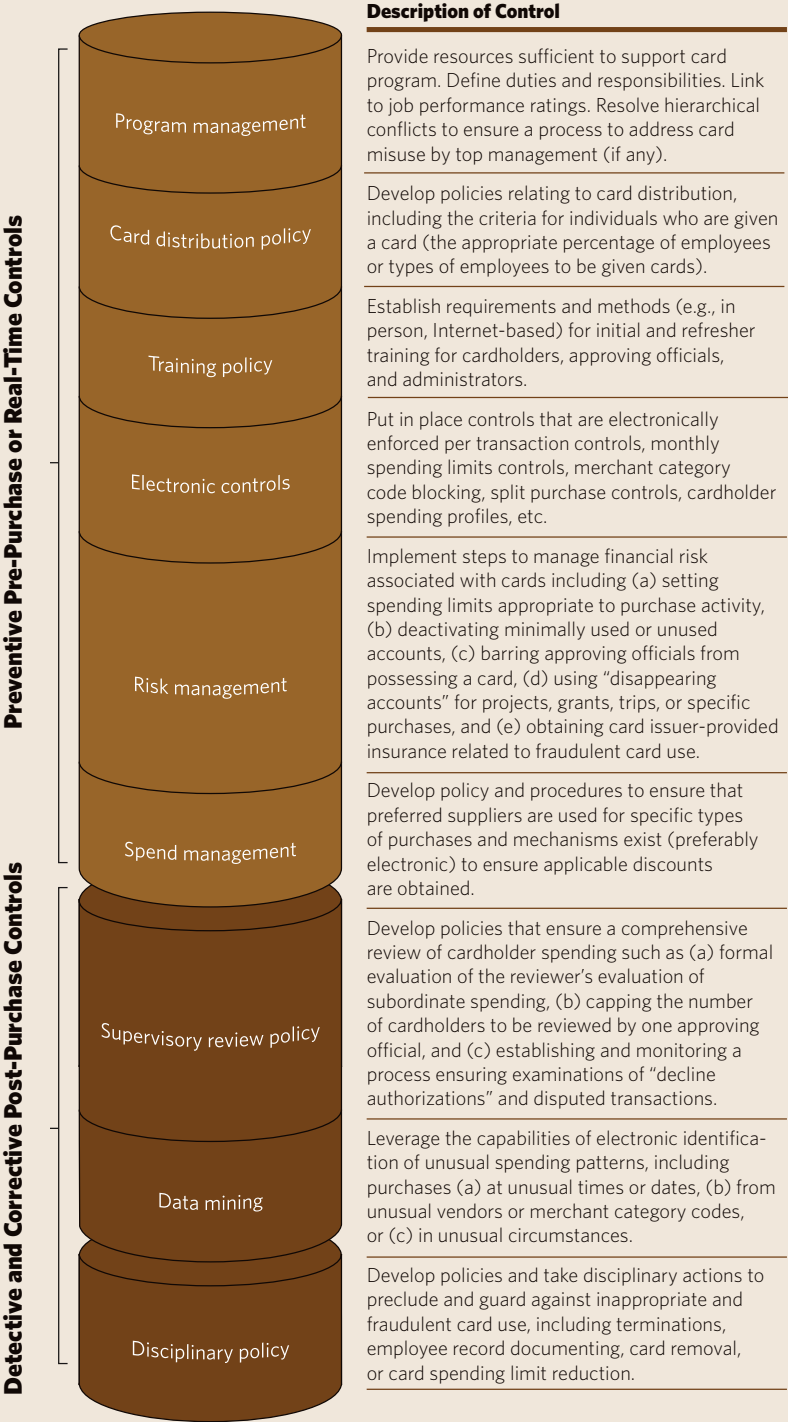 Description of Control
Preventive Pre-Purchase or Real-Time Controls
Program management
Provide resources sufficient to support card
program. Define duties and responsibilities. Link
to job performance ratings. Resolve hierarchical
conflicts to ensure a process to address card
misuse by top management (if any).
Card distribution policy
Develop policies relating to card distribution,
including the criteria for individuals who are given
a card (the appropriate percentage of employees
or types of employees to be given cards).
Training policy
Establish requirements and methods (e.g., in
person, Internet-based) for initial and refresher
training for cardholders, approving officials,
and administrators.
Electronic controls
Put in place controls that are electronically
enforced per transaction controls, monthly
spending limits controls, merchant category
code blocking, split purchase controls, cardholder
spending profiles, etc.
Risk management
Implement steps to manage financial risk
associated with cards including (a) setting
spending limits appropriate to purchase activity,
(b) deactivating minimally used or unused
accounts, (c) barring approving officials from
possessing a card, (d) using “disappearing
accounts” for projects, grants, trips, or specific
purchases, and (e) obtaining card issuer-provided
insurance related to fraudulent card use.
Spend management
Develop policy and procedures to ensure that
preferred suppliers are used for specific types
of purchases and mechanisms exist (preferably
electronic) to ensure applicable discounts
are obtained.
Detective and Corrective Post-Purchase Controls
Supervisory review policy
Develop policies that ensure a comprehensive
review of cardholder spending such as (a) formal
evaluation of the reviewer’s evaluation of
subordinate spending, (b) capping the number
of cardholders to be reviewed by one approving
official, and (c) establishing and monitoring a
process ensuring examinations of “decline
authorizations” and disputed transactions.
Data mining
Leverage the capabilities of electronic identifica-
tion of unusual spending patterns, including
purchases (a) at unusual times or dates, (b) from
unusual vendors or merchant category codes,
or (c) in unusual circumstances.
Disciplinary policy
Develop policies and take disciplinary actions to
preclude and guard against inappropriate and
fraudulent card use, including terminations,
employee record documenting, card removal,
or card spending limit reduction.